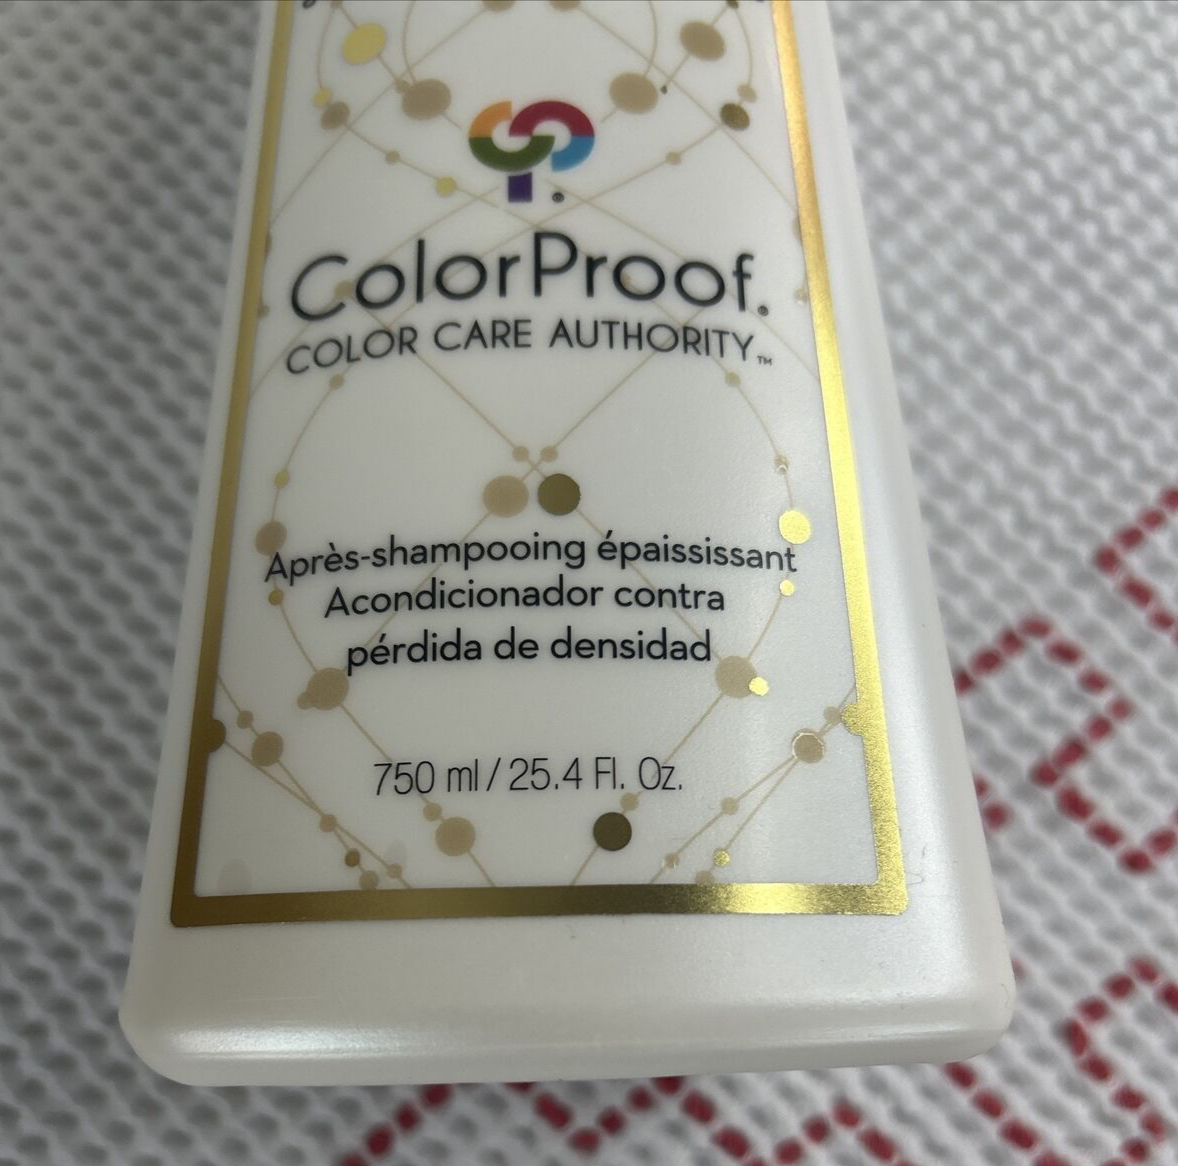 ColorProof®
COLOR CARE AUTHORITY™
Après-shampooing épaississant
Acondicionador contra
pérdida de densidad
750 ml / 25.4 Fl. Oz.